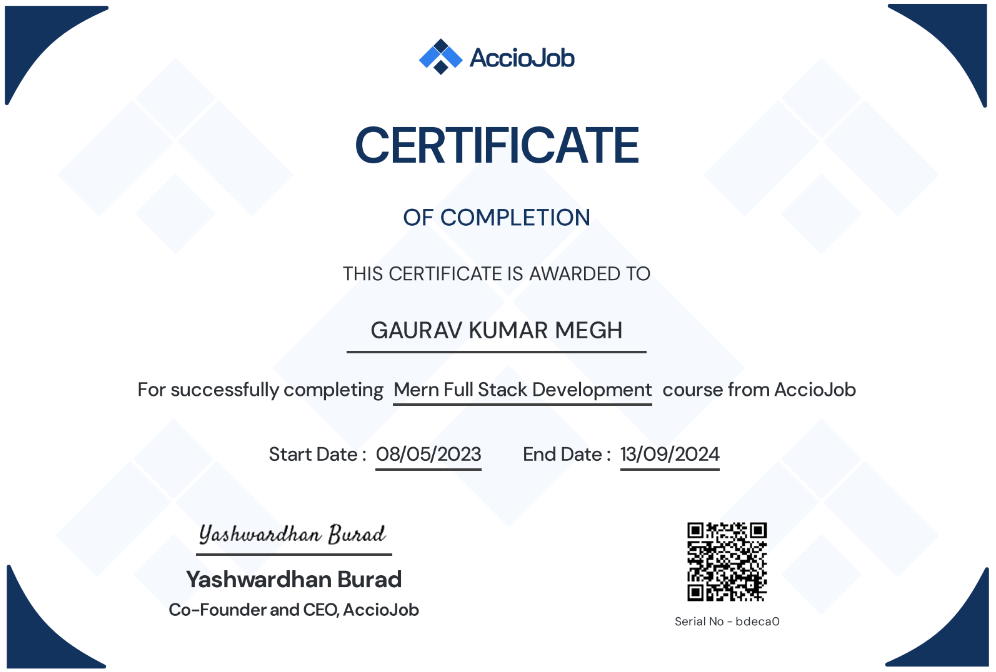 AccioJob
CERTIFICATE
OF COMPLETION
THIS CERTIFICATE IS AWARDED TO
GAURAV KUMAR MEGH
For successfully completing Mern Full Stack Development course from AccioJob
Start Date : 08/05/2023 End Date : 13/09/2024
Yashwardhan Burad
Yashwardhan Burad
Co-Founder and CEO, AccioJob
Serial No - bdeca0